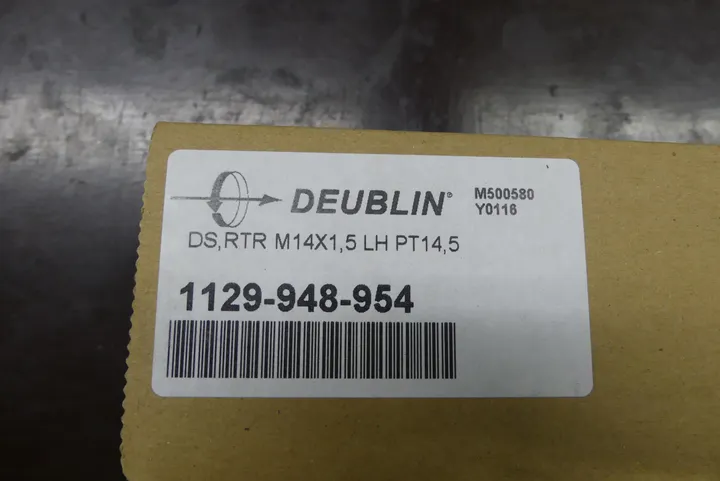 DEUBLIN®
M500580
Y0116
DS,RTR M14X1,5 LH PT14,5
1129-948-954